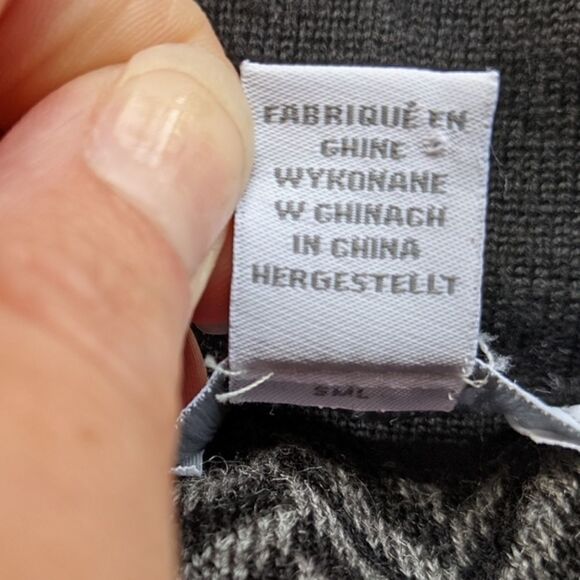 FABRIQUÉ EN
CHINE
WYKONANE
W CHINACH
IN CHINA
HERGESTELLT
SML